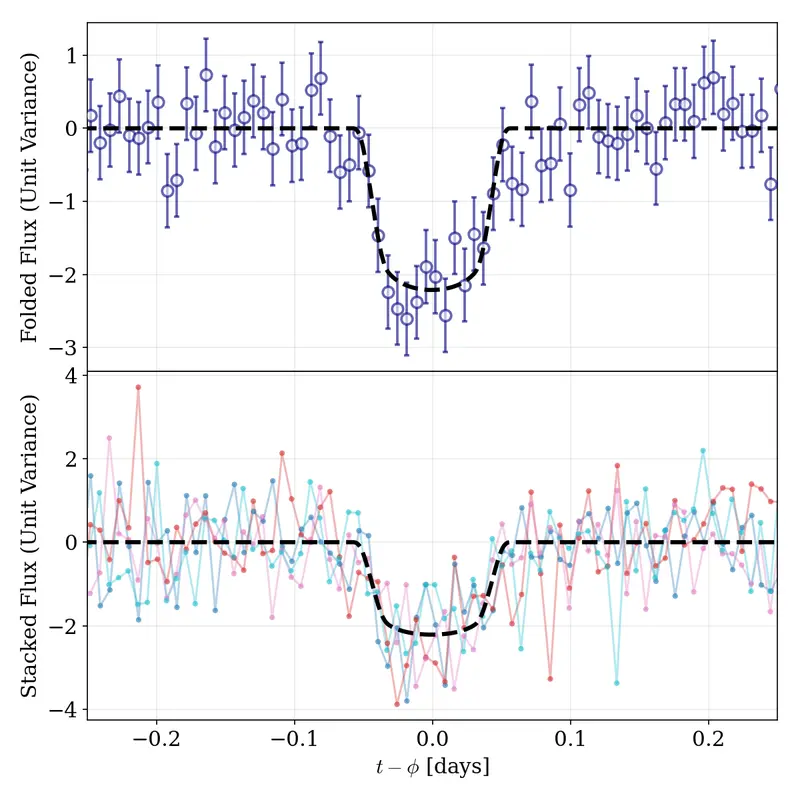 Folded Flux (Unit Variance)
1
0
−1
−2
−3
Stacked Flux (Unit Variance)
4
2
0
−2
−4
−0.2 −0.1 0.0 0.1 0.2
t − ϕ [days]